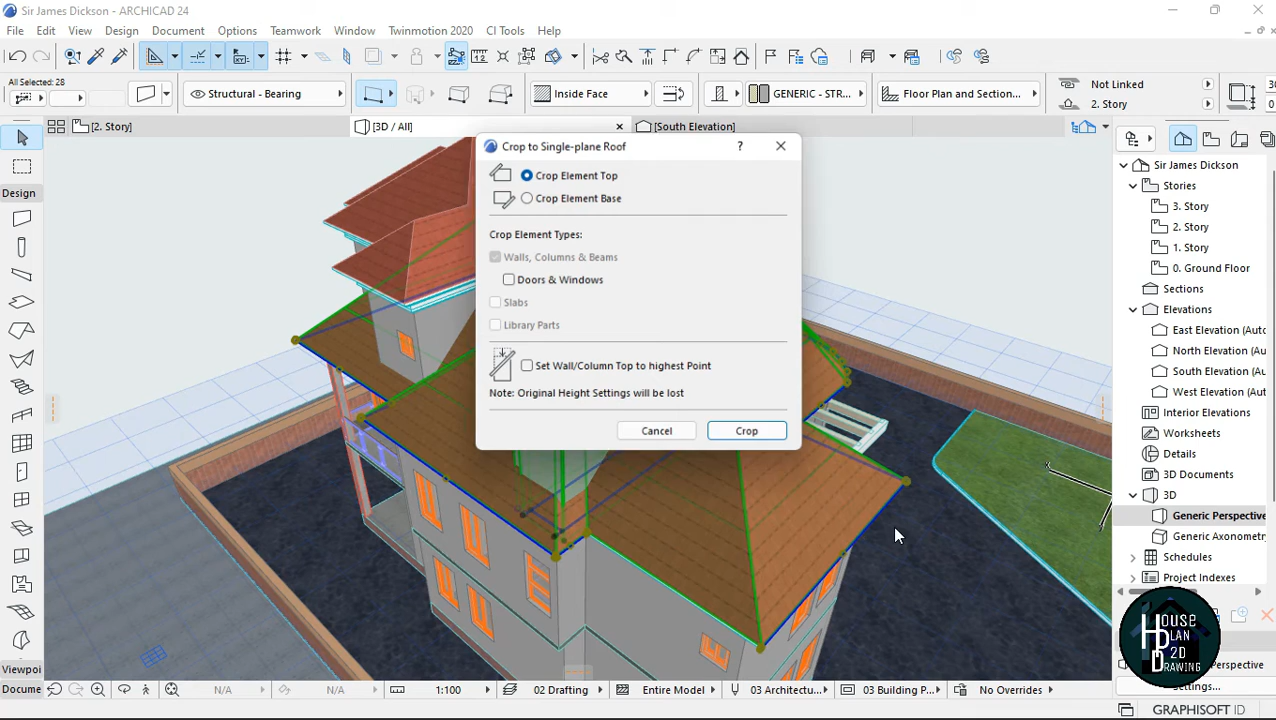 Sir James Dickson - ARCHICAD 24
File Edit View Design Document Options Teamwork Twinmotion 2020 Window CI Tools Help
All Selected: 28
Structural - Bearing
Inside Face
GENERIC - STR...
Floor Plan and Section...
Not Linked
2. Story
30
0
[2. Story]
[3D / All]
[South Elevation]
Design
Viewpoi
Docume
Crop to Single-plane Roof
Crop Element Top
Crop Element Base
Crop Element Types:
Walls, Columns & Beams
Doors & Windows
Slabs
Library Parts
Set Wall/Column Top to highest Point
Note: Original Height Settings will be lost
Cancel Crop
Sir James Dickson
Stories
3. Story
2. Story
1. Story
0. Ground Floor
Sections
Elevations
East Elevation (Auto
North Elevation (Aut
South Elevation (Aut
West Elevation (Auto
Interior Elevations
Worksheets
Details
3D Documents
3D
Generic Perspective
Generic Axonometr
Schedules
Project Indexes
Perspective
Settings...
HOUSE
PLAN
2D
DRAWING
N/A
N/A
1:100
02 Drafting
Entire Model
03 Architectu...
03 Building P...
No Overrides
GRAPHISOFT ID